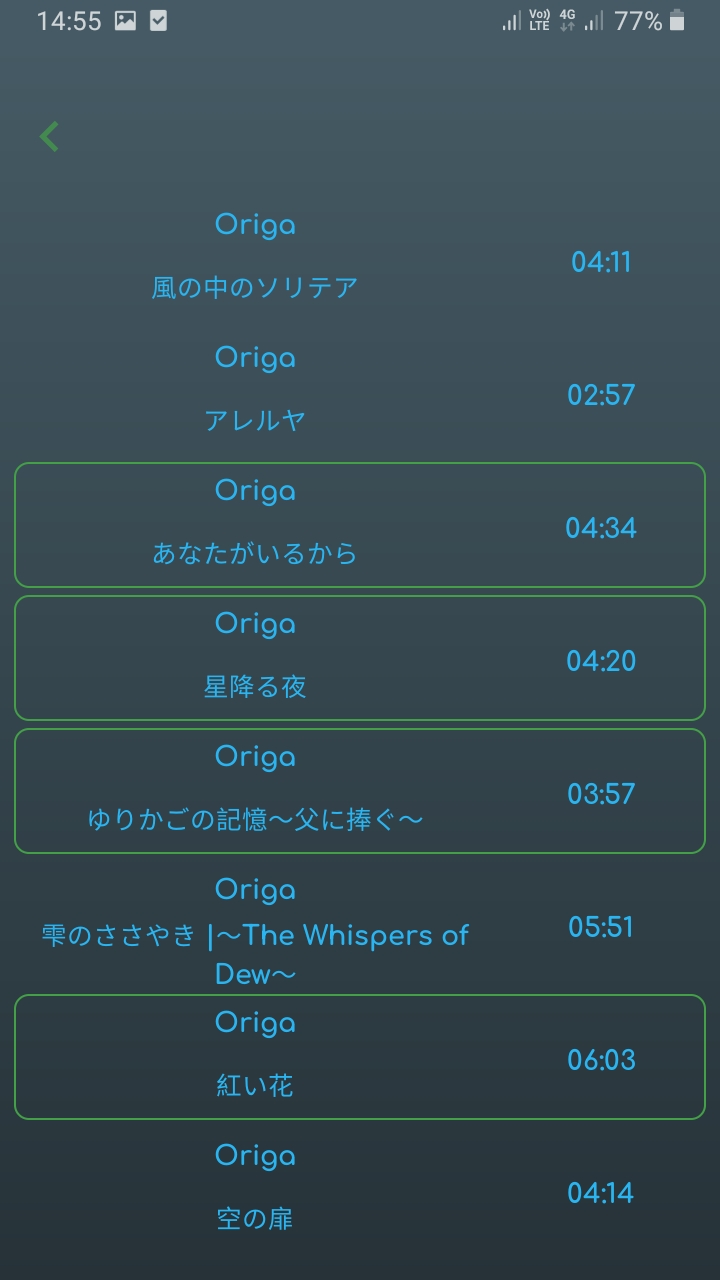 14:55 Vo)) LTE 4G 77%
Origa
風の中のソリテア
04:11
Origa
アレルヤ
02:57
Origa
あなたがいるから
04:34
Origa
星降る夜
04:20
Origa
ゆりかごの記憶〜父に捧ぐ〜
03:57
Origa
雫のささやき |〜The Whispers of
Dew〜
05:51
Origa
紅い花
06:03
Origa
空の扉
04:14